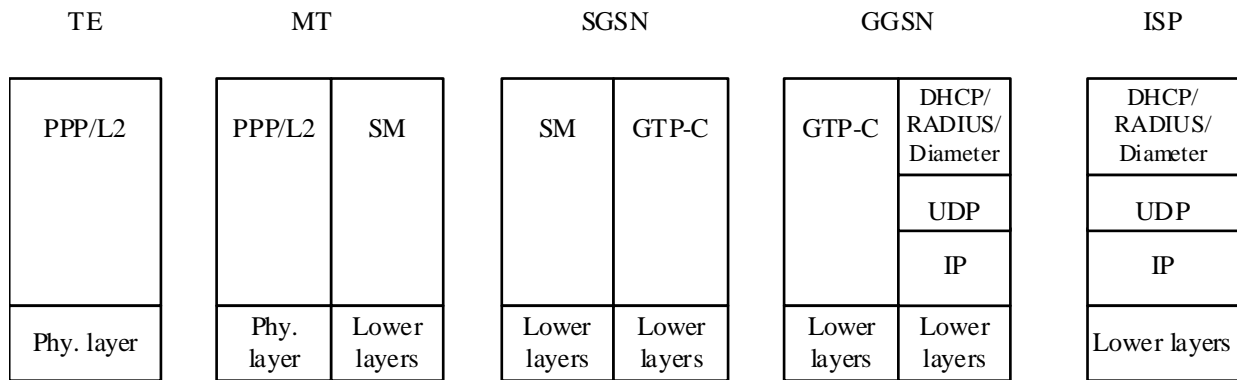 TE
MT
SGSN
GGSN
ISP
PPP/L2
PPP/L2
SM
SM
GTP-C
GTP-C
DHCP/
RADIUS/
Diameter
DHCP/
RADIUS/
Diameter
UDP
UDP
IP
IP
Phy. layer
Phy.
layer
Lower
layers
Lower
layers
Lower
layers
Lower
layers
Lower
layers
Lower layers